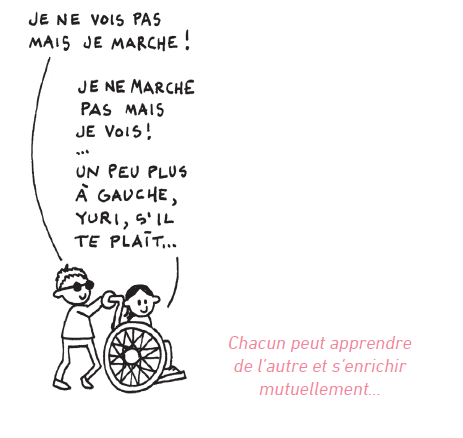 JE NE VOIS PAS
MAIS JE MARCHE !
JE NE MARCHE
PAS MAIS
JE VOIS !
...
UN PEU PLUS
À GAUCHE,
YURI, S'IL
TE PLAÎT...
Chacun peut apprendre
de l'autre et s'enrichir
mutuellement...